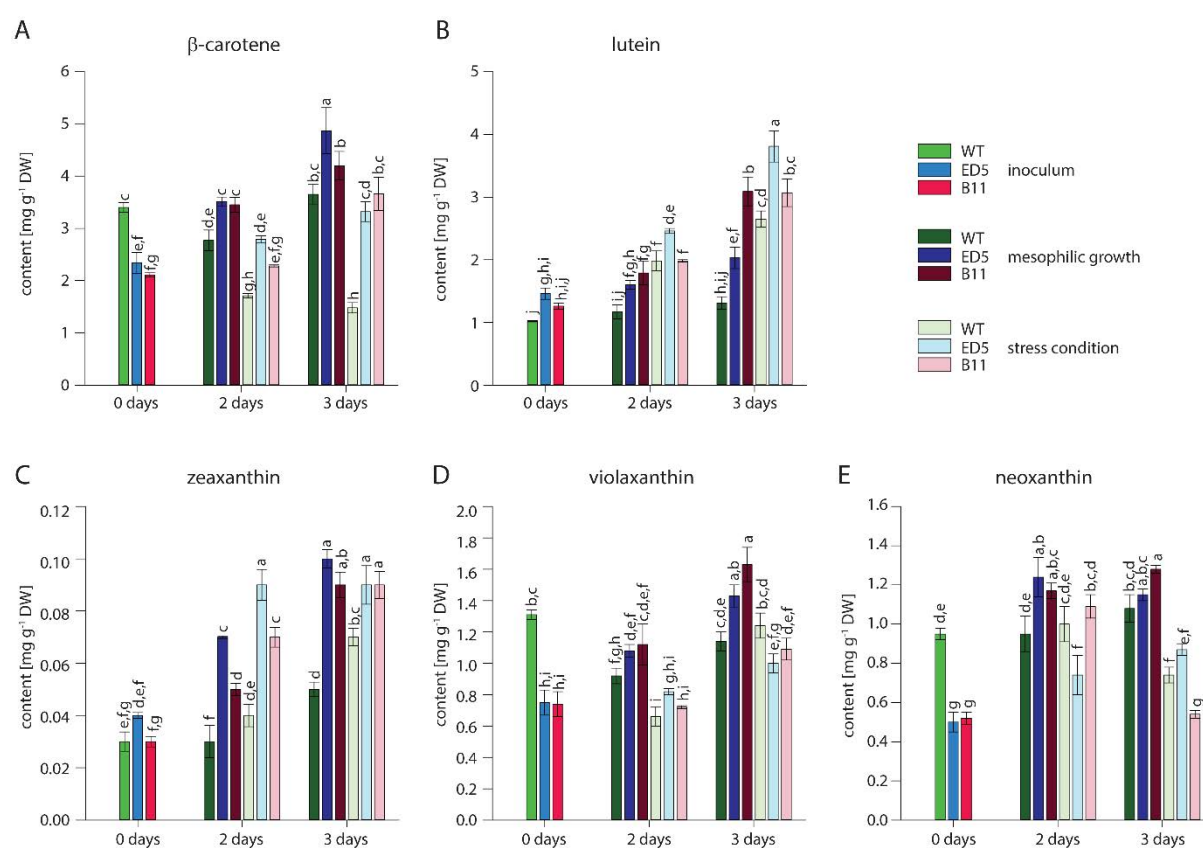 A
β-carotene
content [mg g⁻¹ DW]
6
5
4
3
2
1
0
c
e,f
f,g
d,e
c
c
g,h
d,e
e,f,g
b,c
a
b
h
c,d
b,c
0 days
2 days
3 days
B
lutein
content [mg g⁻¹ DW]
5
4
3
2
1
0
j
g,h,i
h,i,j
i,j
f,g,h
f,g
f
d,e
f
h,i,j
e,f
b
c,d
a
b,c
0 days
2 days
3 days
WT
ED5 inoculum
B11
WT
ED5 mesophilic growth
B11
WT
ED5 stress condition
B11
C
zeaxanthin
content [mg g⁻¹ DW]
0.12
0.10
0.08
0.06
0.04
0.02
0.00
e,f,g
d,e,f
f,g
f
c
d
d,e
a
c
d
a
a,b
b,c
a
a
0 days
2 days
3 days
D
violaxanthin
content [mg g⁻¹ DW]
2.0
1.8
1.6
1.4
1.2
1.0
0.8
0.6
0.4
0.2
0.0
b,c
h,i
h,i
f,g,h
d,e,f
c,d,e,f
i
g,h,i
h,i
c,d,e
a,b
a
b,c,d
e,f,g
d,e,f
0 days
2 days
3 days
E
neoxanthin
content [mg g⁻¹ DW]
1.6
1.4
1.2
1.0
0.8
0.6
0.4
0.2
0.0
d,e
g
g
d,e
a,b
a,b,c
c,d,e
f
b,c,d
b,c,d
a,b,c
a
f
e,f
g
0 days
2 days
3 days